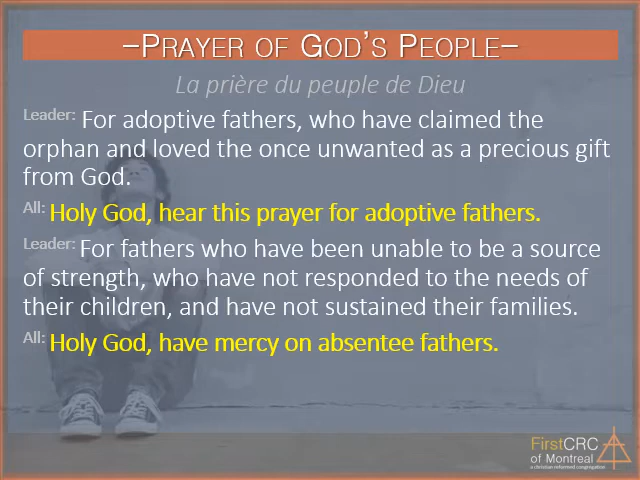 –PRAYER OF GOD'S PEOPLE–
La prière du peuple de Dieu
Leader: For adoptive fathers, who have claimed the
orphan and loved the once unwanted as a precious gift
from God.
All: Holy God, hear this prayer for adoptive fathers.
Leader: For fathers who have been unable to be a source
of strength, who have not responded to the needs of
their children, and have not sustained their families.
All: Holy God, have mercy on absentee fathers.
FirstCRC
of Montreal
a christian reformed congregation